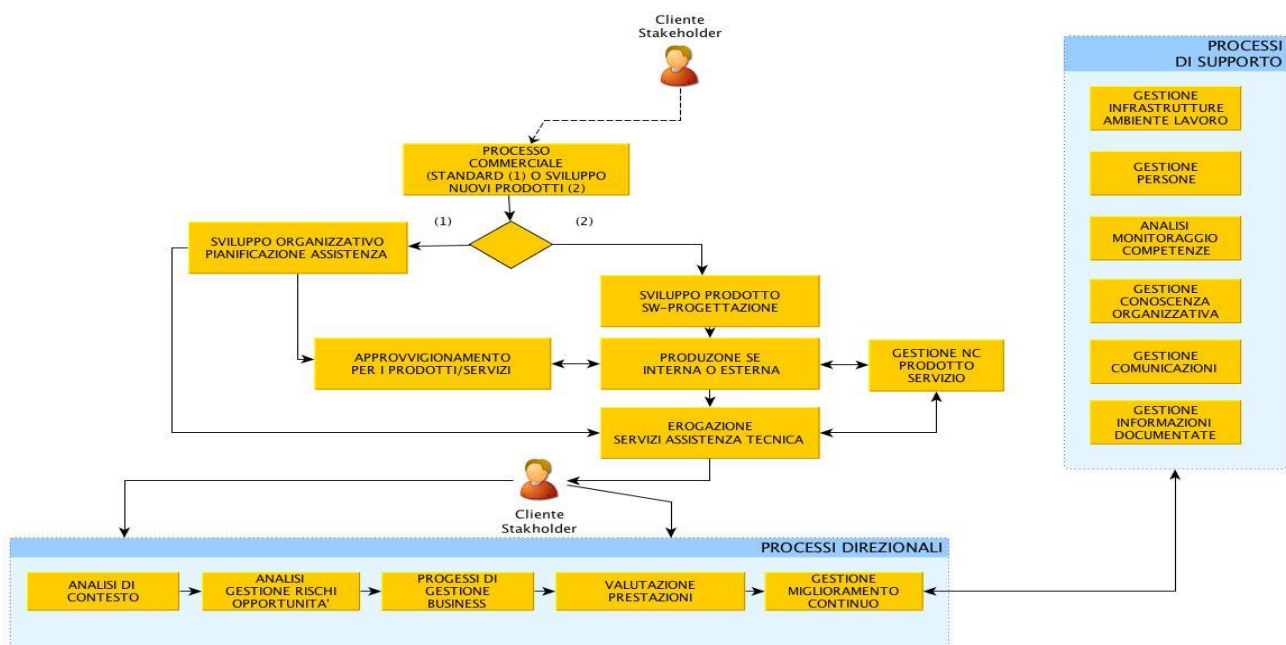 Cliente
Stakeholder
PROCESSO
COMMERCIALE
(STANDARD (1) O SVILUPPO
NUOVI PRODOTTI (2)
(1)
(2)
SVILUPPO ORGANIZZATIVO
PIANIFICAZIONE ASSISTENZA
SVILUPPO PRODOTTO
SW-PROGETTAZIONE
APPROVVIGIONAMENTO
PER I PRODOTTI/SERVIZI
PRODUZONE SE
INTERNA O ESTERNA
GESTIONE NC
PRODOTTO
SERVIZIO
EROGAZIONE
SERVIZI ASSISTENZA TECNICA
Cliente
Stakholder
PROCESSI DIREZIONALI
ANALISI DI
CONTESTO
ANALISI
GESTIONE RISCHI
OPPORTUNITA'
PROGESSI DI
GESTIONE
BUSINESS
VALUTAZIONE
PRESTAZIONI
GESTIONE
MIGLIORAMENTO
CONTINUO
PROCESSI
DI SUPPORTO
GESTIONE
INFRASTRUTTURE
AMBIENTE LAVORO
GESTIONE
PERSONE
ANALISI
MONITORAGGIO
COMPETENZE
GESTIONE
CONOSCENZA
ORGANIZZATIVA
GESTIONE
COMUNICAZIONI
GESTIONE
INFORMAZIONI
DOCUMENTATE